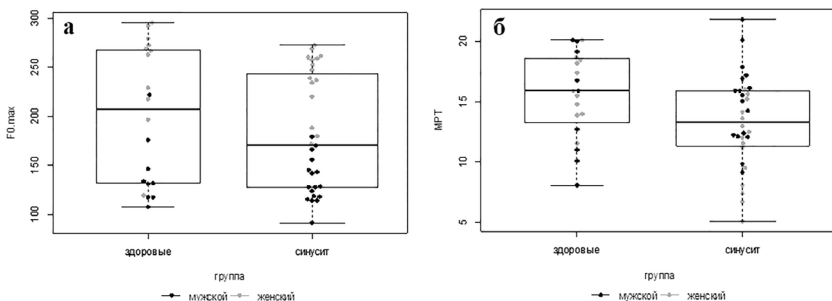 а
300
250
200
150
100
F0,max
здоровые
синусит
группа
мужской
женский
б
20
15
10
5
МРТ
здоровые
синусит
группа
мужской
женский